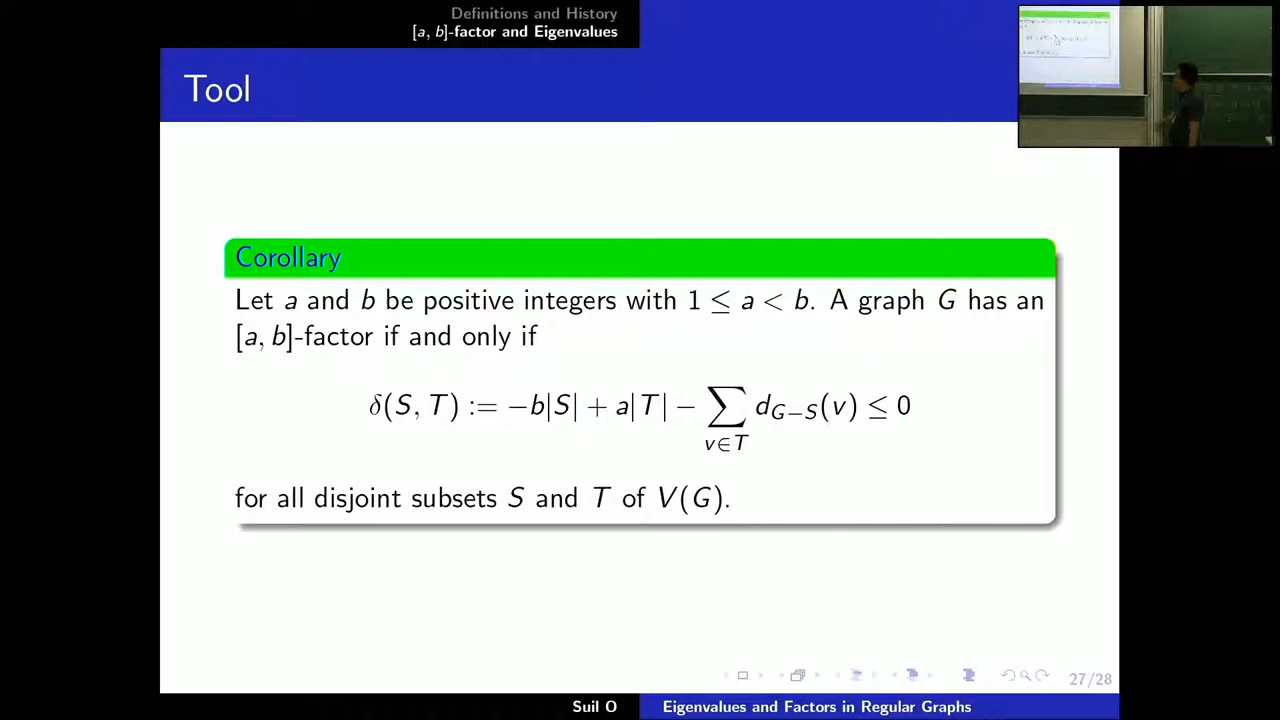 Definitions and History
[a, b]-factor and Eigenvalues
Tool
Corollary
Let a and b be positive integers with 1 ≤ a < b. A graph G has an
[a, b]-factor if and only if
δ(S, T) := −b|S| + a|T| − ∑_{v∈T} d_{G−S}(v) ≤ 0
for all disjoint subsets S and T of V(G).
27/28
Suil O
Eigenvalues and Factors in Regular Graphs